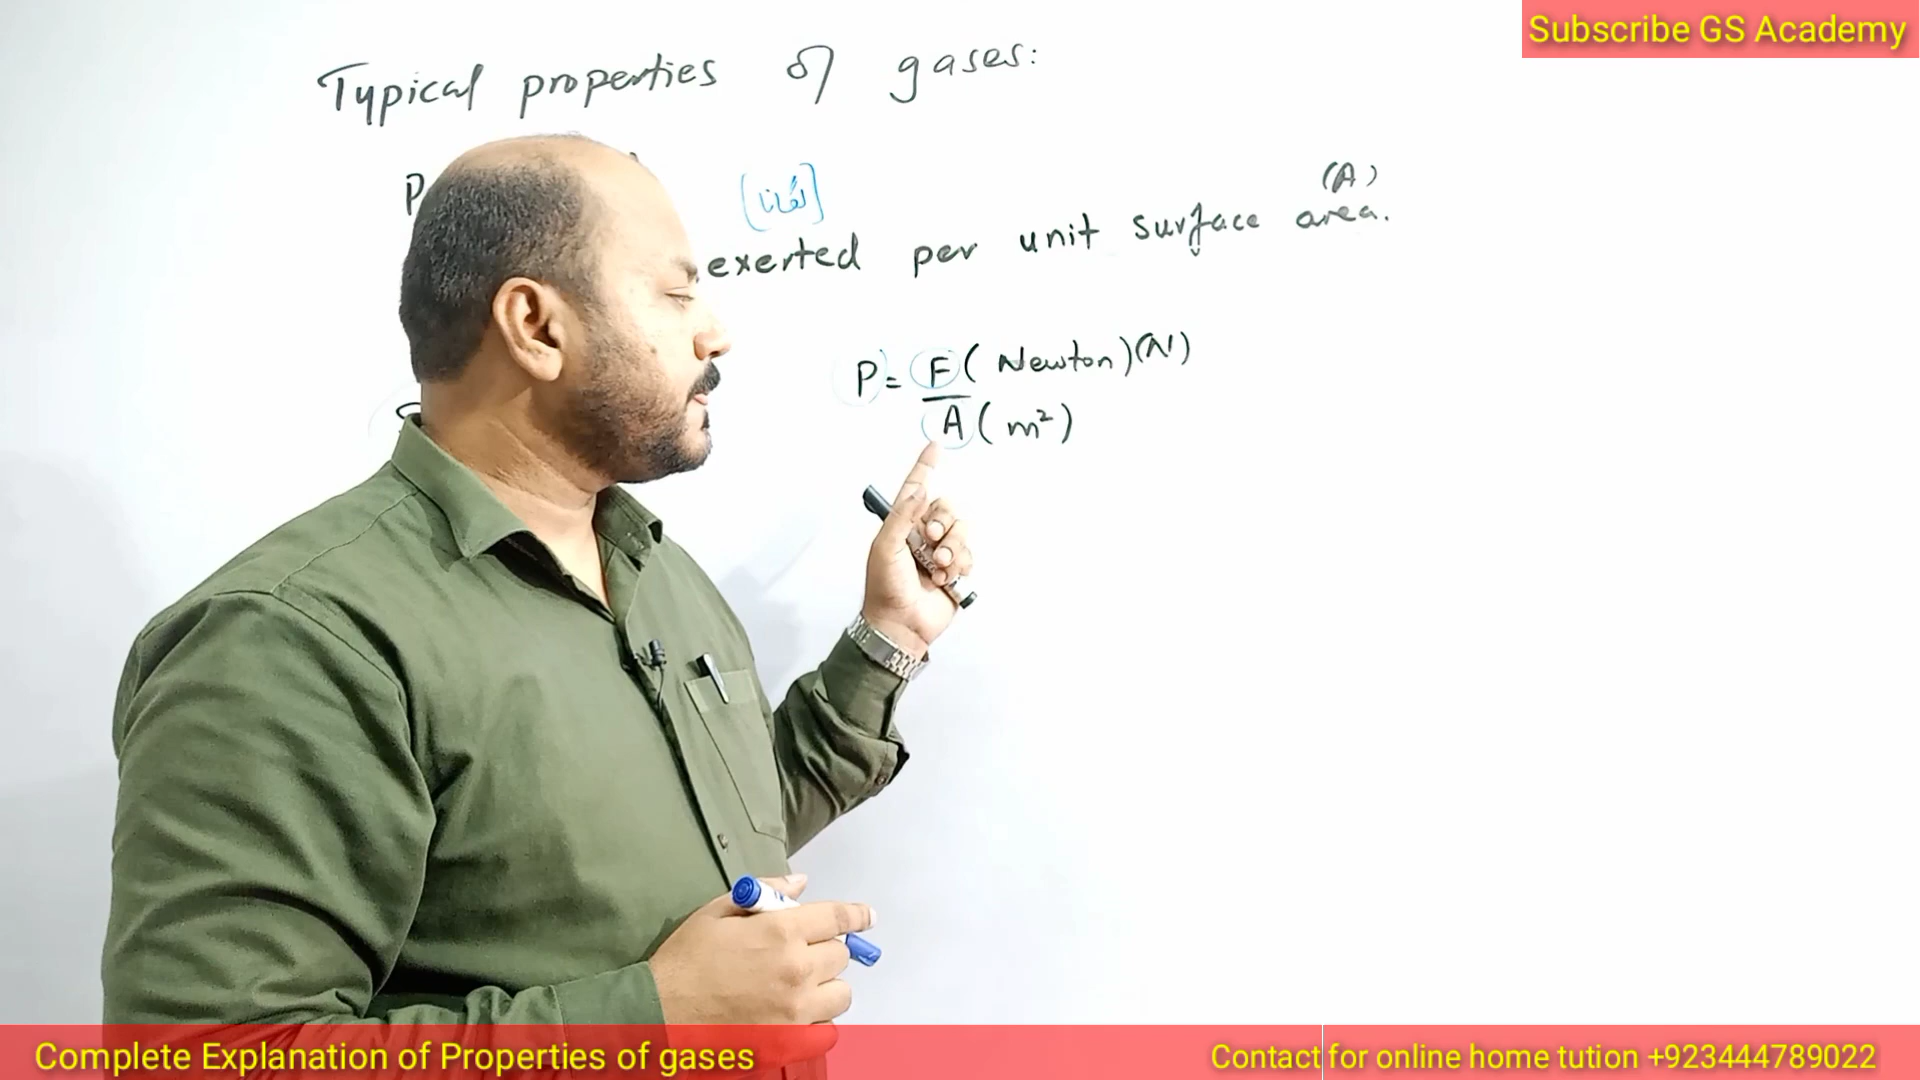 Subscribe GS Academy
Typical properties of gases:
P
[لگانا]
(A)
exerted per unit surface area.
P = F (Newton) (N)
A (m²)
Complete Explanation of Properties of gases
Contact for online home tution +923444789022